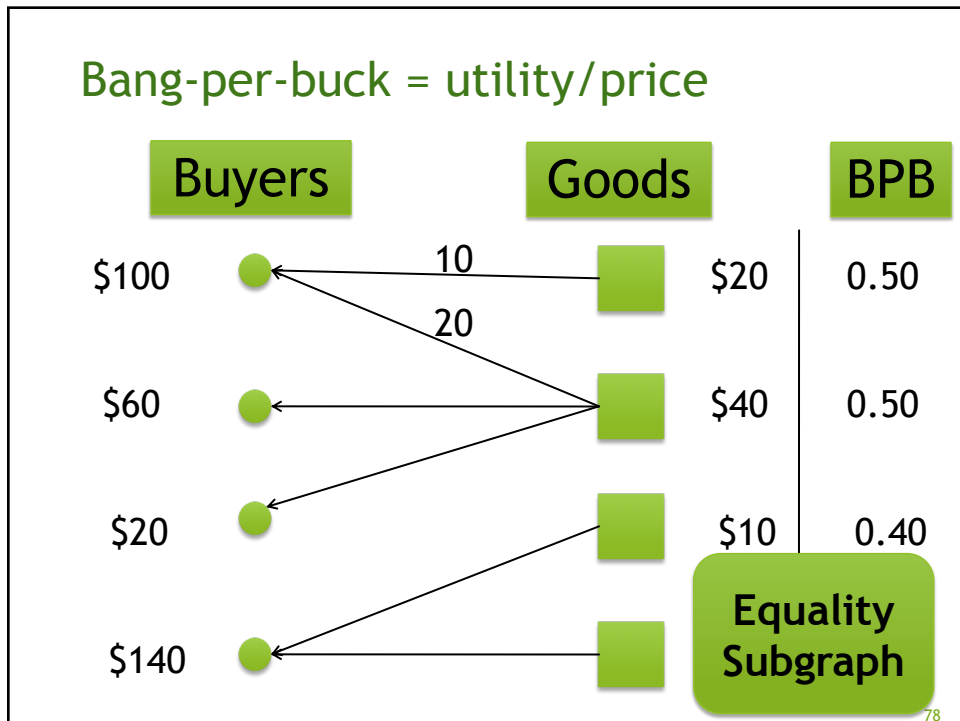 Bang-per-buck = utility/price
Buyers Goods BPB
$100 10 $20 0.50
20
$60 $40 0.50
$20 $10 0.40
Equality
Subgraph
$140
78